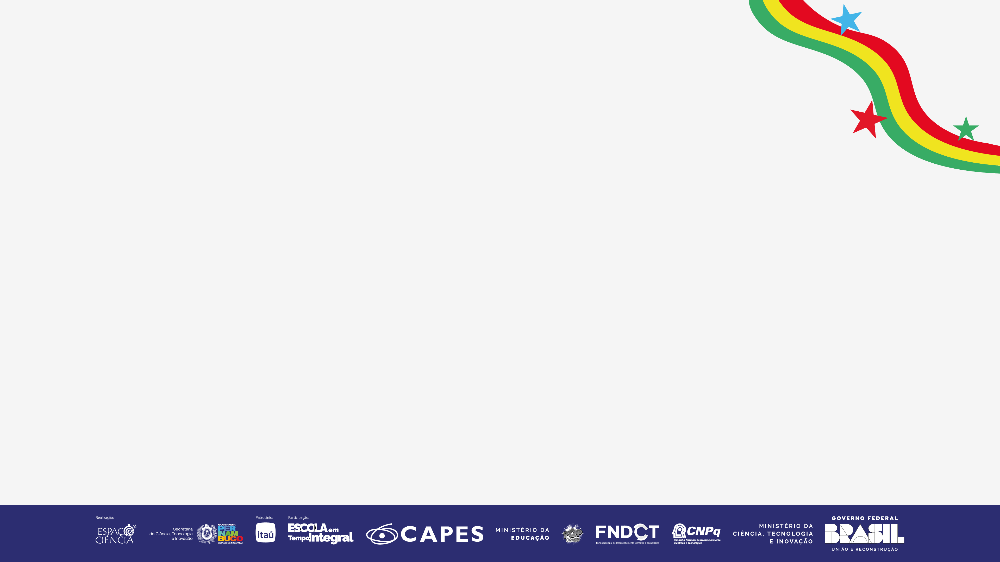 Realização:
ESPAÇO
CIÊNCIA
Secretaria
de Ciência, Tecnologia
e Inovação
GOVERNO DE
PER
NAM
BUCO
ESTADO DE MUDANÇA
Patrocínio:
itaú
Participação:
ESCOLA em
Tempo Integral
CAPES
MINISTÉRIO DA
EDUCAÇÃO
POP
Ciência
FNDCT
Fundo Nacional de Desenvolvimento Científico e Tecnológico
CNPq
Conselho Nacional de Desenvolvimento
Científico e Tecnológico
MINISTÉRIO DA
CIÊNCIA, TECNOLOGIA
E INOVAÇÃO
GOVERNO FEDERAL
BRASIL
UNIÃO E RECONSTRUÇÃO